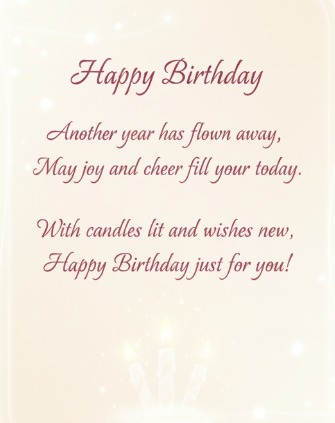 Happy Birthday
Another year has flown away,
May joy and cheer fill your today.
With candles lit and wishes new,
Happy Birthday just for you!